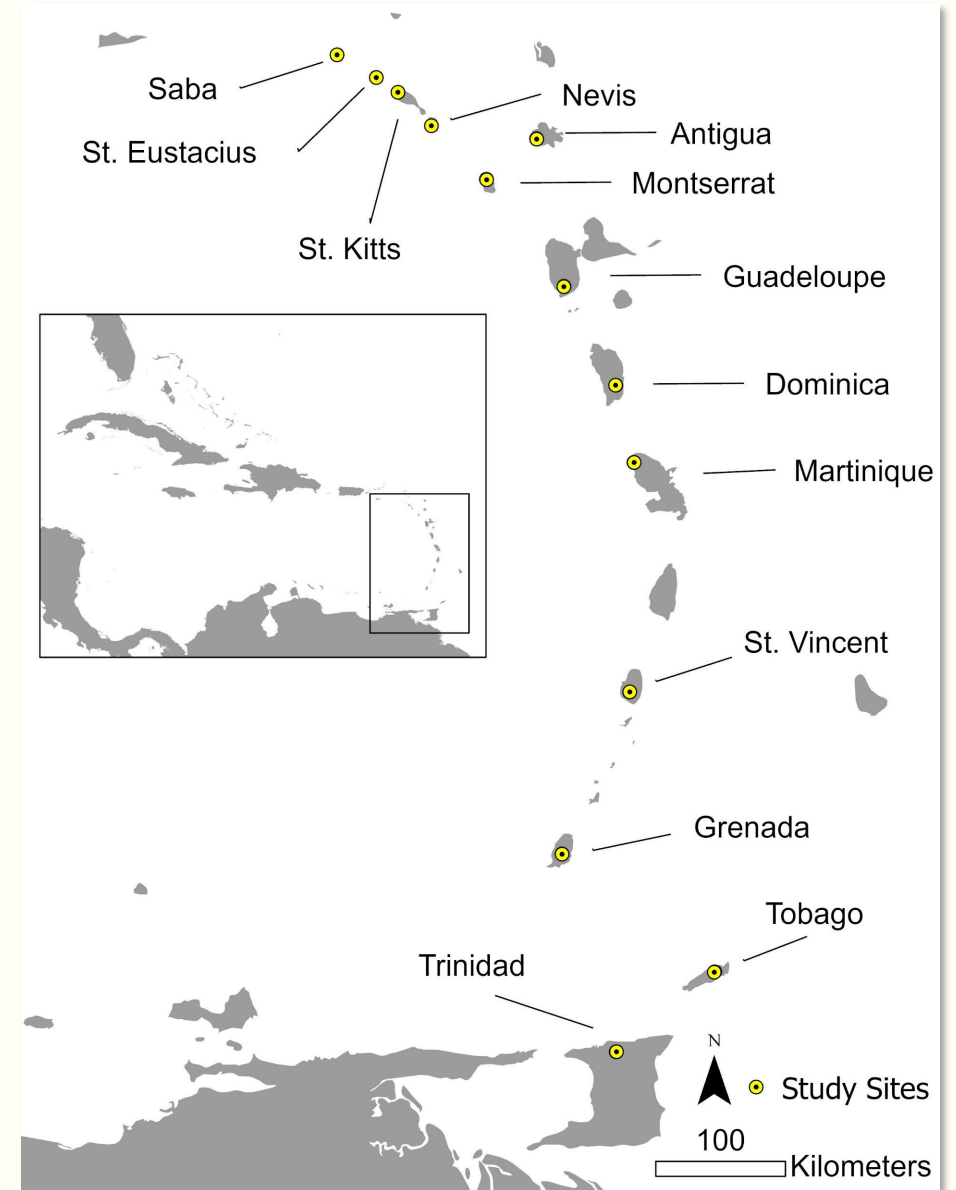 Saba
Nevis
Antigua
St. Eustacius
Montserrat
St. Kitts
Guadeloupe
Dominica
Martinique
St. Vincent
Grenada
Tobago
Trinidad
N
Study Sites
100
Kilometers